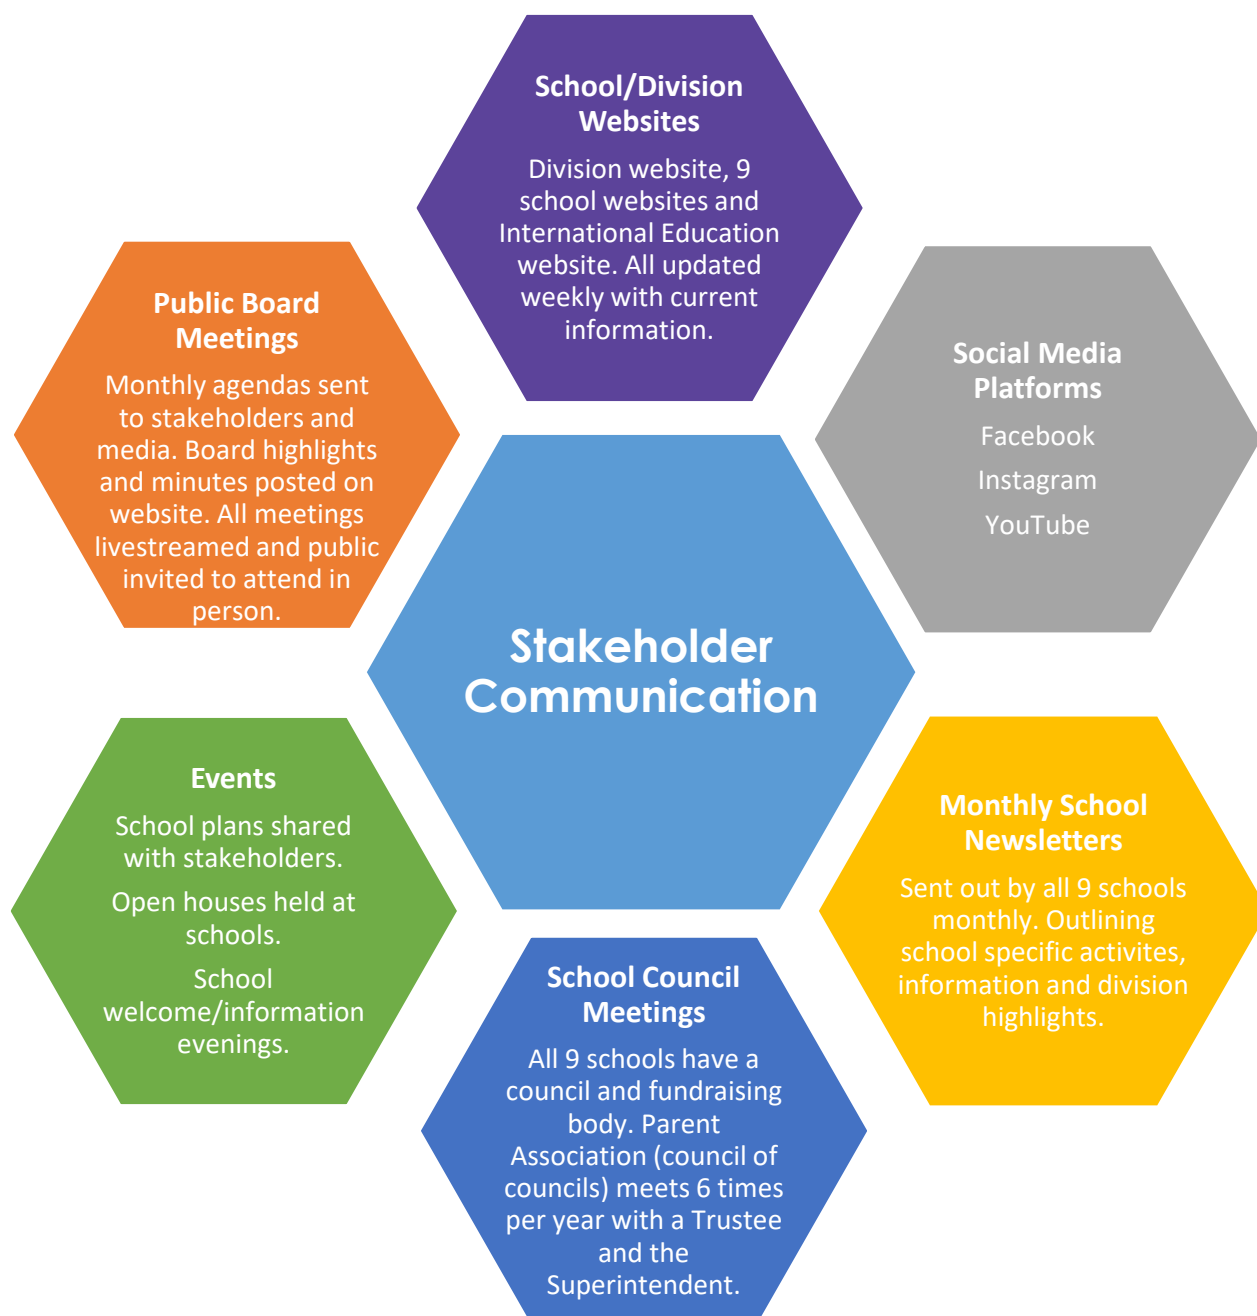 School/Division
Websites
Division website, 9
school websites and
International Education
website. All updated
weekly with current
information.
Public Board
Meetings
Monthly agendas sent
to stakeholders and
media. Board highlights
and minutes posted on
website. All meetings
livestreamed and public
invited to attend in
person.
Social Media
Platforms
Facebook
Instagram
YouTube
Stakeholder
Communication
Events
School plans shared
with stakeholders.
Open houses held at
schools.
School
welcome/information
evenings.
Monthly School
Newsletters
Sent out by all 9 schools
monthly. Outlining
school specific activites,
information and division
highlights.
School Council
Meetings
All 9 schools have a
council and fundraising
body. Parent
Association (council of
councils) meets 6 times
per year with a Trustee
and the
Superintendent.